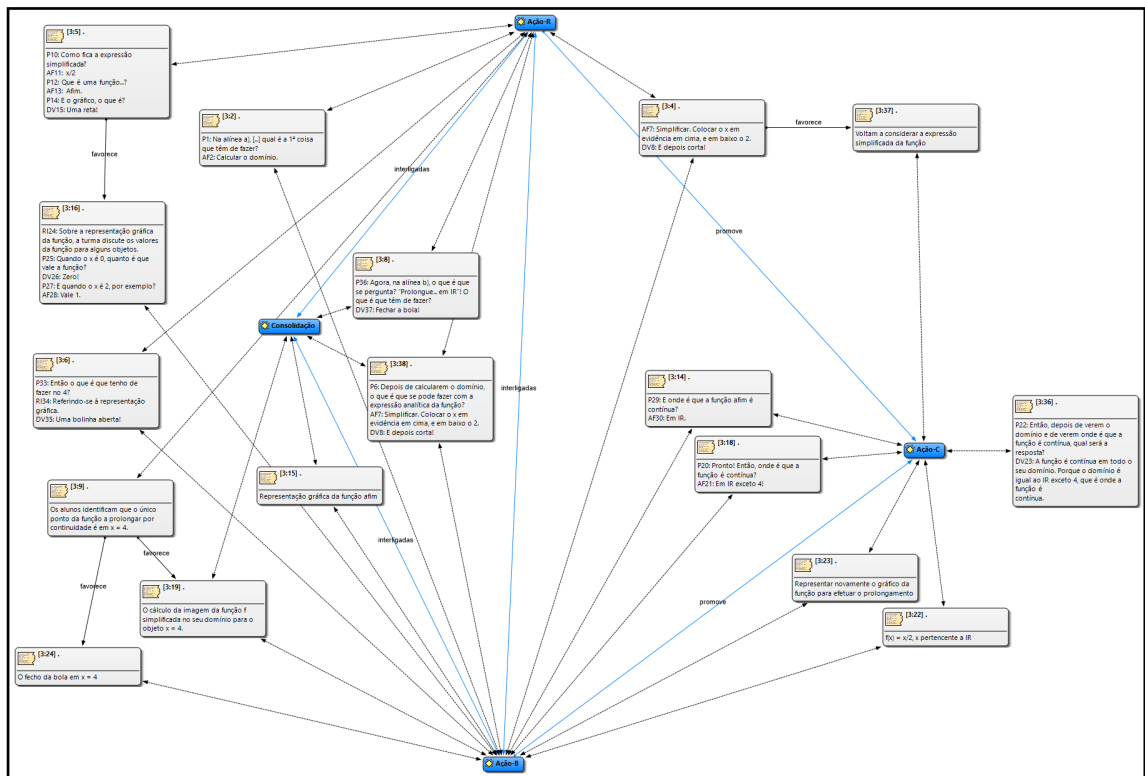 Ação-R
[3:5] .
P10: Como fica a expressão
simplificada?
AF11: x/2
P12: Que é uma função...?
AF13: Afim.
P14: E o gráfico, o que é?
DV15: Uma reta!
[3:2] .
P1: Na alínea a), [..] qual é a 1ª coisa
que têm de fazer?
AF2: Calcular o domínio.
[3:4] .
AF7: Simplificar. Colocar o x em
evidência em cima, e em baixo o 2.
DV8: E depois corta!
favorece
[3:37] .
Voltam a considerar a expressão
simplificada da função
favorece
interligadas
[3:16] .
RI24: Sobre a representação gráfica
da função, a turma discute os valores
da função para alguns objetos.
P25: Quando o x é 0, quanto é que
vale a função?
DV26: Zero!
P27: E quando o x é 2, por exemplo?
AF28: Vale 1.
promove
[3:8] .
P36: Agora, na alínea b), o que é que
se pergunta? "Prolongue... em IR"! O
que é que têm de fazer?
DV37: Fechar a bola!
Consolidação
[3:6] .
P33: Então o que é que tenho de
fazer no 4?
RI34: Referindo-se à representação
gráfica.
DV35: Uma bolinha aberta!
[3:38] .
P6: Depois de calcularem o domínio,
o que é que se pode fazer com a
expressão analítica da função?
AF7: Simplificar. Colocar o x em
evidência em cima, e em baixo o 2.
DV8: E depois corta!
interligadas
[3:14] .
P29: E onde é que a função afim é
contínua?
AF30: Em IR.
[3:36] .
P22: Então, depois de verem o
domínio e de verem onde é que a
função é contínua, qual será a
resposta?
DV23: A função é contínua em todo o
seu domínio. Porque o domínio é
igual ao IR exceto 4, que é onde a
função é
contínua.
[3:18] .
P20: Pronto! Então, onde é que a
função é contínua?
AF21: Em IR exceto 4!
Ação-C
[3:15] .
Representação gráfica da função afim
[3:9] .
Os alunos identificam que o único
ponto da função a prolongar por
continuidade é em x = 4.
interligadas
favorece
favorece
[3:19] .
O cálculo da imagem da função f
simplificada no seu domínio para o
objeto x = 4.
[3:23] .
Representar novamente o gráfico da
função para efetuar o prolongamento
promove
[3:22] .
f(x) = x/2, x pertencente a IR
[3:24] .
O fecho da bola em x = 4
Ação-B